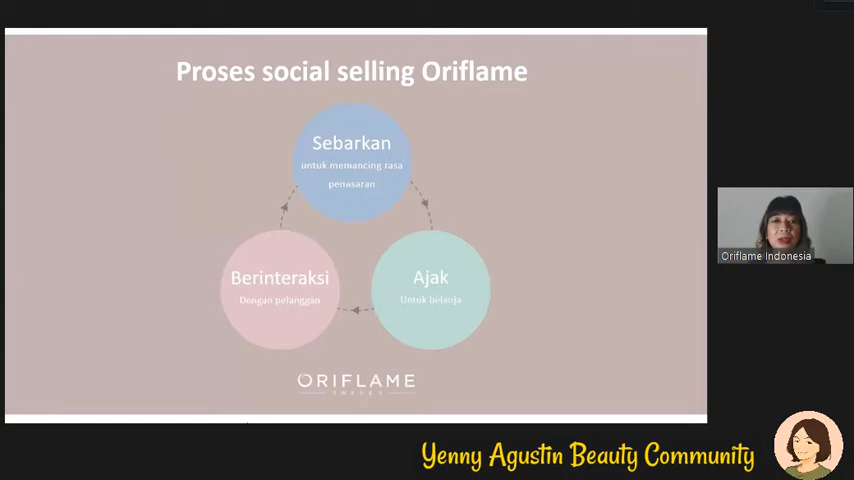 Proses social selling Oriflame
Sebarkan
untuk memancing rasa
penasaran
Berinteraksi
Dengan pelanggan
Ajak
Untuk belanja
ORIFLAME
SWEDEN
Oriflame Indonesia
Yenny Agustin Beauty Community